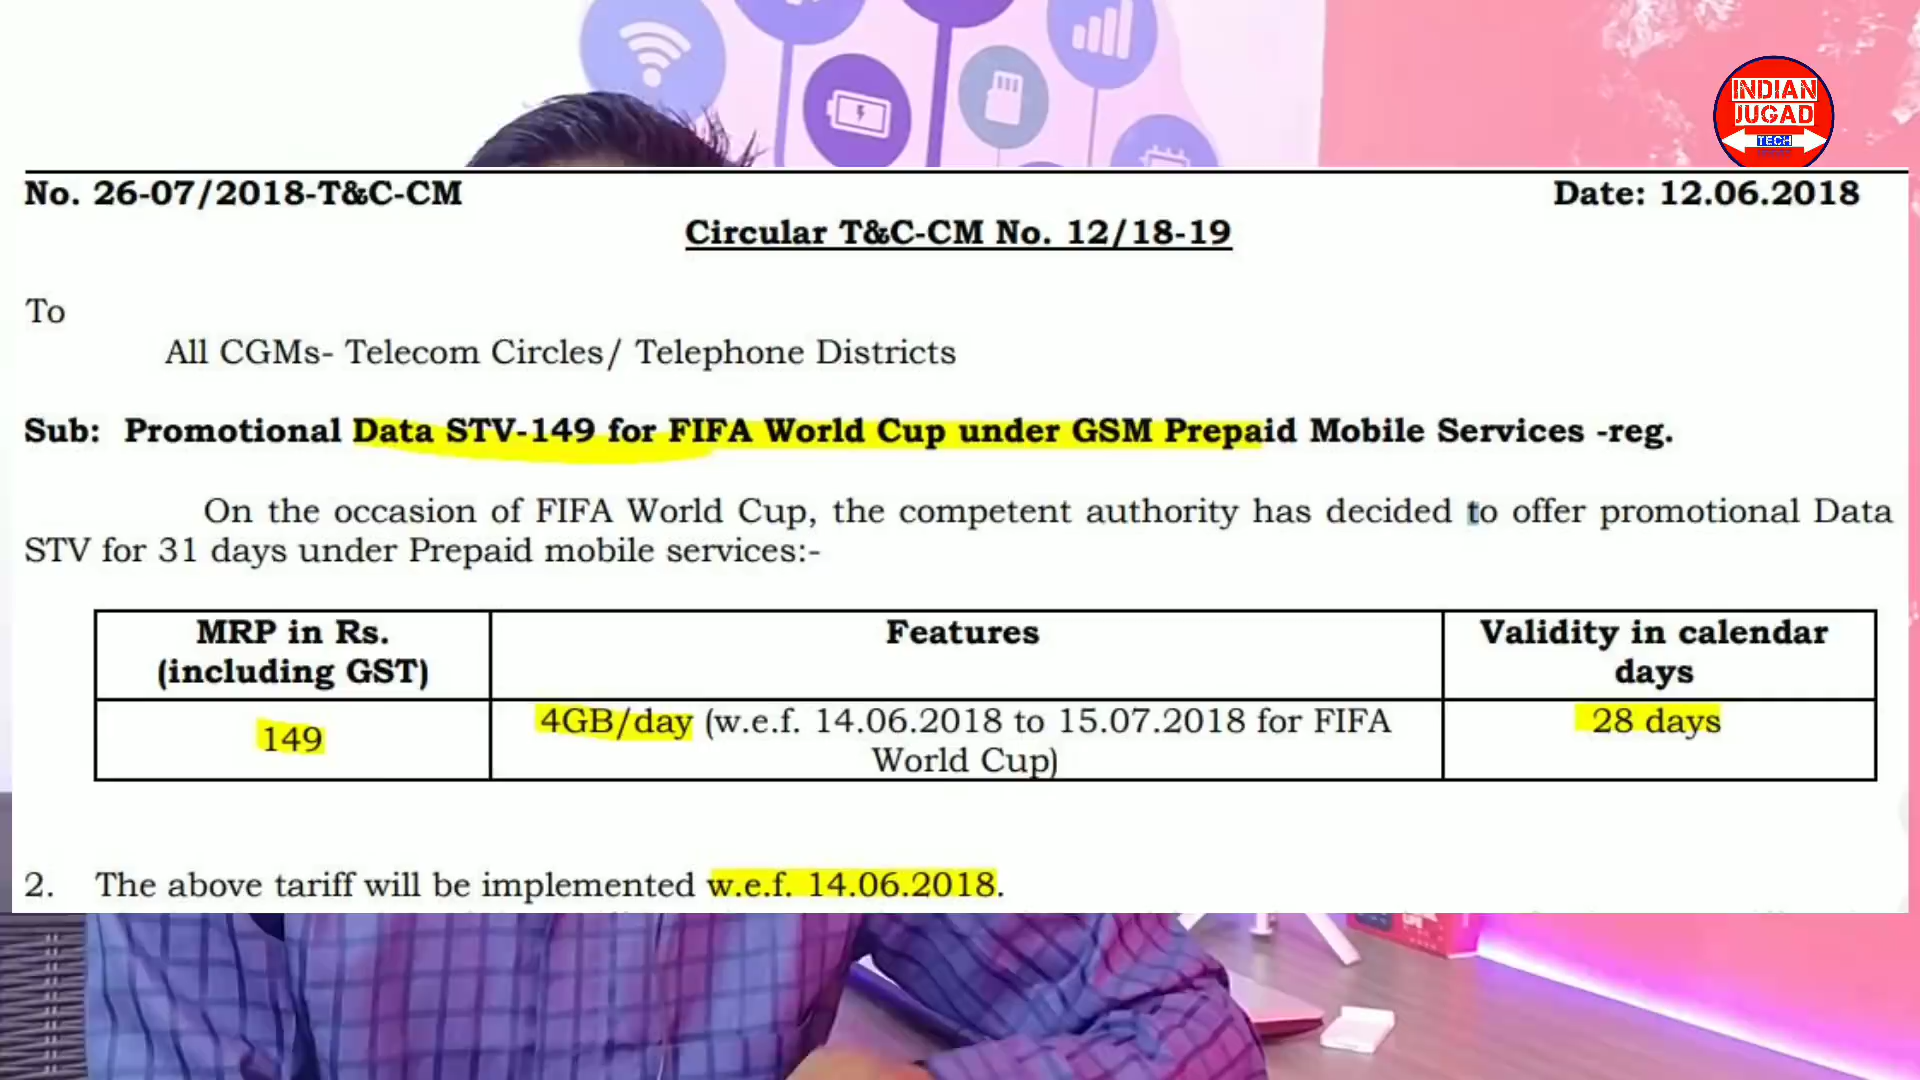 INDIAN
JUGAD
TECH
No. 26-07/2018-T&C-CM Date: 12.06.2018
Circular T&C-CM No. 12/18-19
To
All CGMs- Telecom Circles/ Telephone Districts
Sub: Promotional Data STV-149 for FIFA World Cup under GSM Prepaid Mobile Services -reg.
On the occasion of FIFA World Cup, the competent authority has decided to offer promotional Data
STV for 31 days under Prepaid mobile services:-
MRP in Rs. Features Validity in calendar
(including GST) days
149 4GB/day (w.e.f. 14.06.2018 to 15.07.2018 for FIFA 28 days
World Cup)
2. The above tariff will be implemented w.e.f. 14.06.2018.